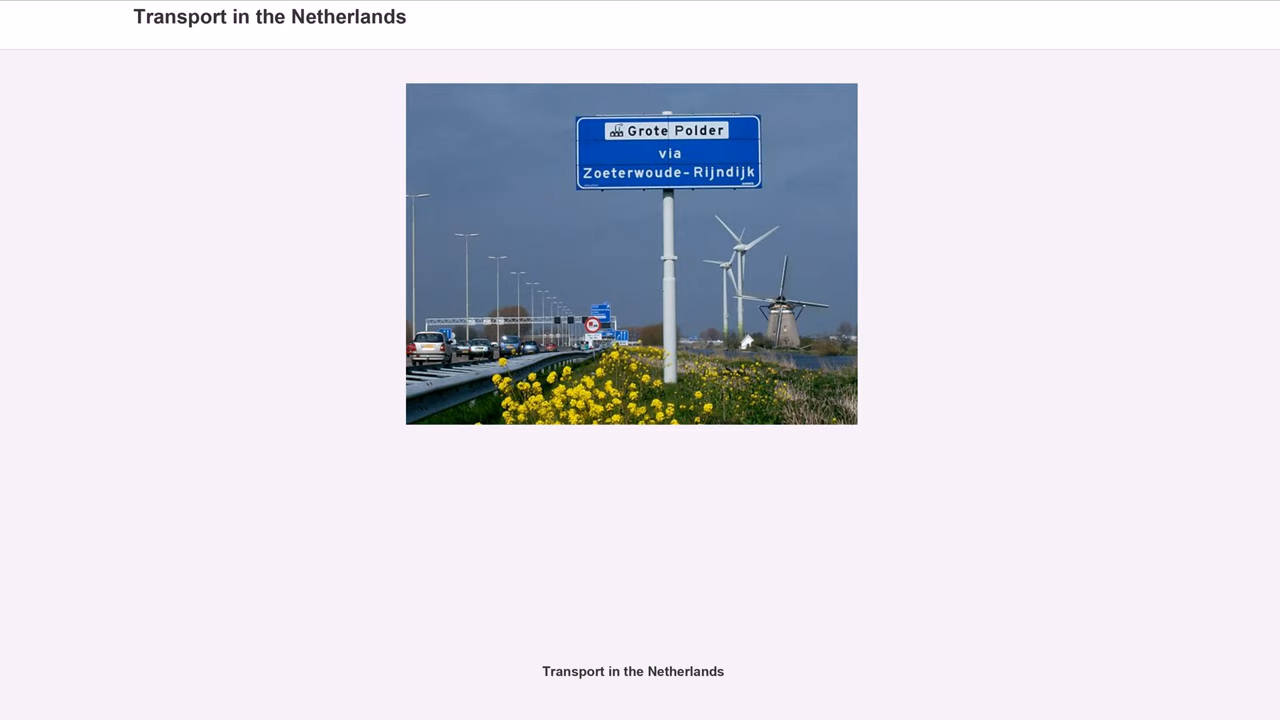 Transport in the Netherlands
Grote Polder
via
Zoeterwoude-Rijndijk
Transport in the Netherlands